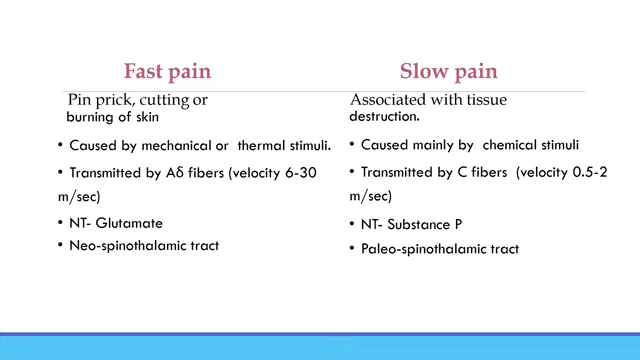 Fast pain
Pin prick, cutting or
burning of skin
• Caused by mechanical or thermal stimuli.
• Transmitted by Aδ fibers (velocity 6-30
m/sec)
• NT- Glutamate
• Neo-spinothalamic tract
Slow pain
Associated with tissue
destruction.
• Caused mainly by chemical stimuli
• Transmitted by C fibers (velocity 0.5-2
m/sec)
• NT- Substance P
• Paleo-spinothalamic tract